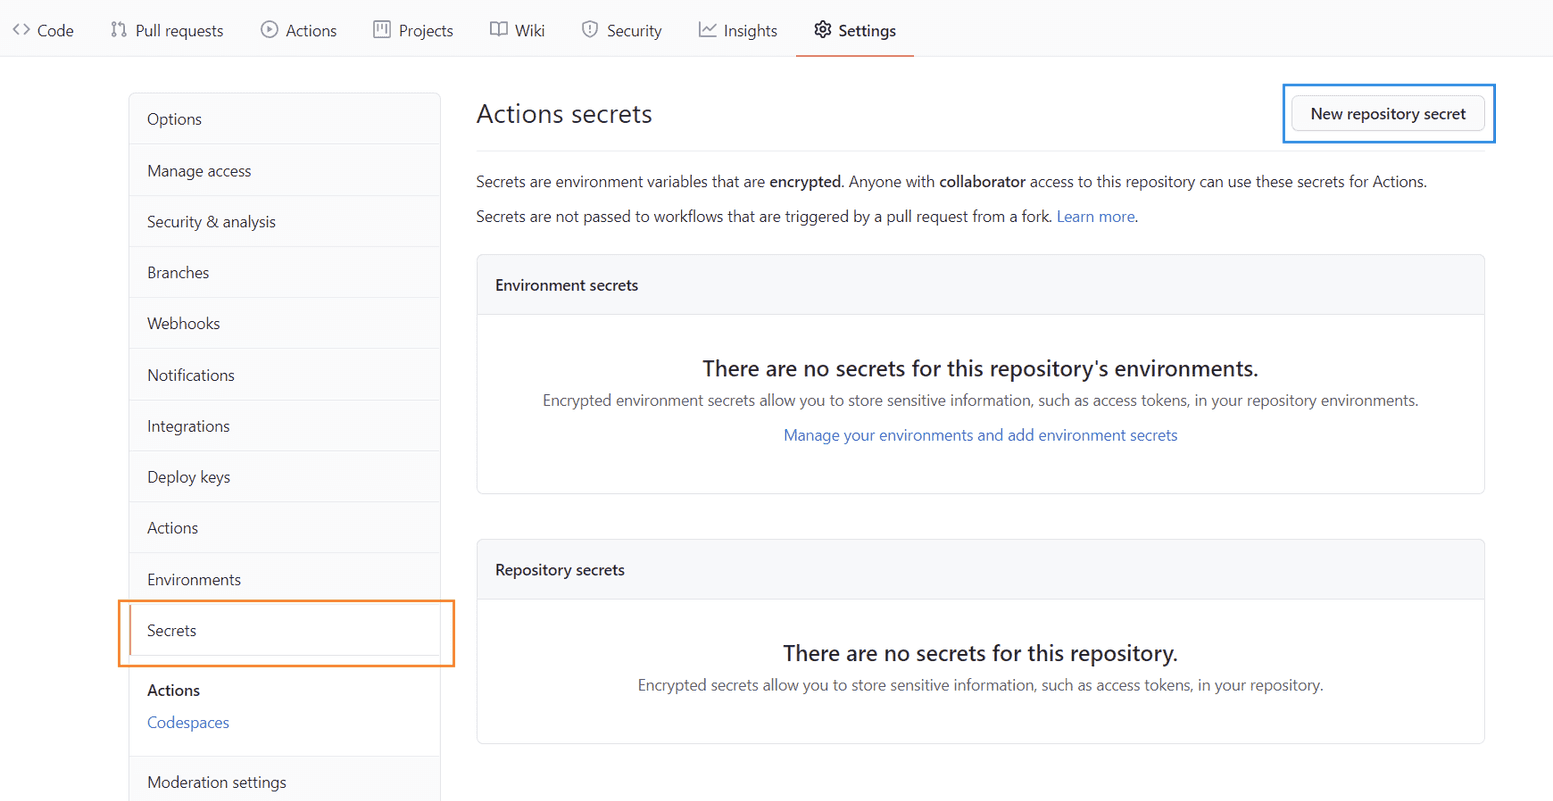 Code Pull requests Actions Projects Wiki Security Insights Settings
Options
Manage access
Security & analysis
Branches
Webhooks
Notifications
Integrations
Deploy keys
Actions
Environments
Secrets
Actions
Codespaces
Moderation settings
Actions secrets
New repository secret
Secrets are environment variables that are encrypted. Anyone with collaborator access to this repository can use these secrets for Actions.
Secrets are not passed to workflows that are triggered by a pull request from a fork. Learn more.
Environment secrets
There are no secrets for this repository's environments.
Encrypted environment secrets allow you to store sensitive information, such as access tokens, in your repository environments.
Manage your environments and add environment secrets
Repository secrets
There are no secrets for this repository.
Encrypted secrets allow you to store sensitive information, such as access tokens, in your repository.